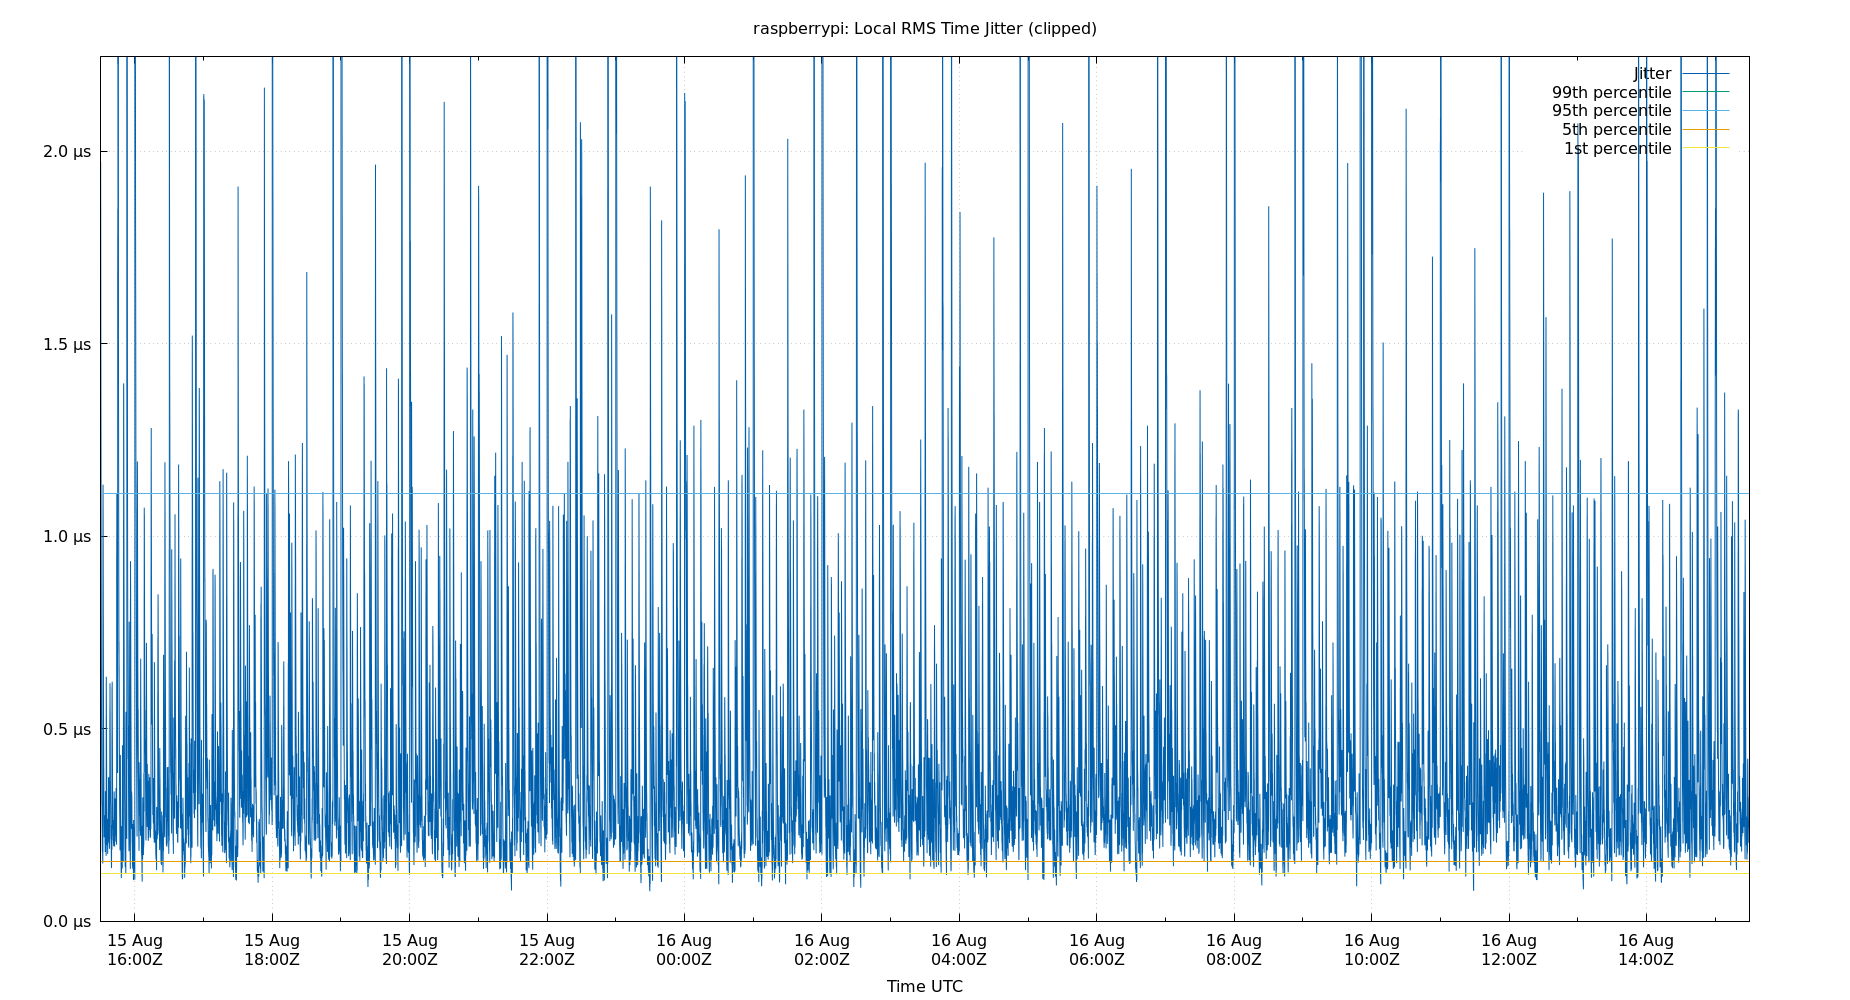 raspberrypi: Local RMS Time Jitter (clipped)
Jitter
99th percentile
95th percentile
5th percentile
1st percentile
2.0 µs
1.5 µs
1.0 µs
0.5 µs
0.0 µs
15 Aug 15 Aug 15 Aug 15 Aug 16 Aug 16 Aug 16 Aug 16 Aug 16 Aug 16 Aug 16 Aug 16 Aug
16:00Z 18:00Z 20:00Z 22:00Z 00:00Z 02:00Z 04:00Z 06:00Z 08:00Z 10:00Z 12:00Z 14:00Z
Time UTC